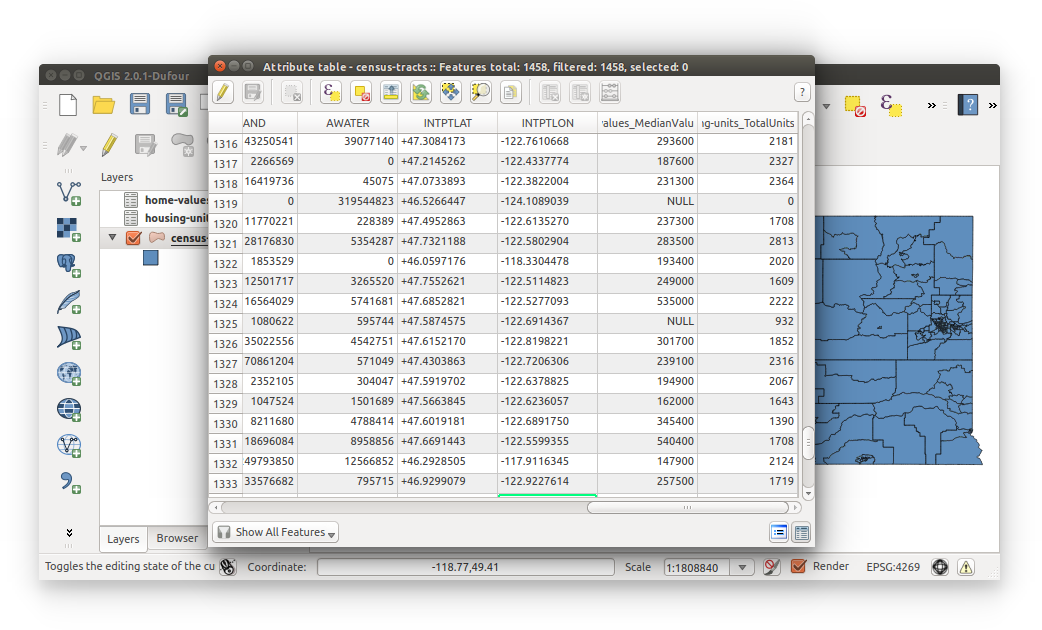 QGIS 2.0.1-Dufour
Attribute table - census-tracts :: Features total: 1458, filtered: 1458, selected: 0
?
?
»
»
Layers
home-values
housing-unit
census-
AND AWATER INTPTLAT INTPTLON values_MedianValu ng-units_TotalUnits
1316 43250541 39077140 +47.3084173 -122.7610668 293600 2181
1317 2266569 0 +47.2145262 -122.4337774 187600 2327
1318 16419736 45075 +47.0733893 -122.3822004 231300 2364
1319 0 319544823 +46.5266447 -124.1089039 NULL 0
1320 11770221 228389 +47.4952863 -122.6135270 237300 1708
1321 28176830 5354287 +47.7321188 -122.5802904 283500 2813
1322 1853529 0 +46.0597176 -118.3304478 193400 2020
1323 12501717 3265520 +47.7552621 -122.5114823 249000 1609
1324 16564029 5741681 +47.6852821 -122.5277093 535000 2222
1325 1080622 595744 +47.5874575 -122.6914367 NULL 932
1326 35022556 4542751 +47.6152170 -122.8198221 301700 1852
1327 70861204 571049 +47.4303863 -122.7206306 239100 2316
1328 2352105 304047 +47.5919702 -122.6378825 194900 2067
1329 1047524 1501689 +47.5663845 -122.6236057 162000 1643
1330 8211680 4788414 +47.6019181 -122.6891750 345400 1390
1331 18696084 8958856 +47.6691443 -122.5599355 540400 1708
1332 49793850 12566852 +46.2928505 -117.9116345 147900 2124
1333 33576682 795715 +46.9299079 -122.9227614 257500 1719
Show All Features
Layers Browser
Toggles the editing state of the cu Coordinate: -118.77,49.41 Scale 1:1808840 Render EPSG:4269